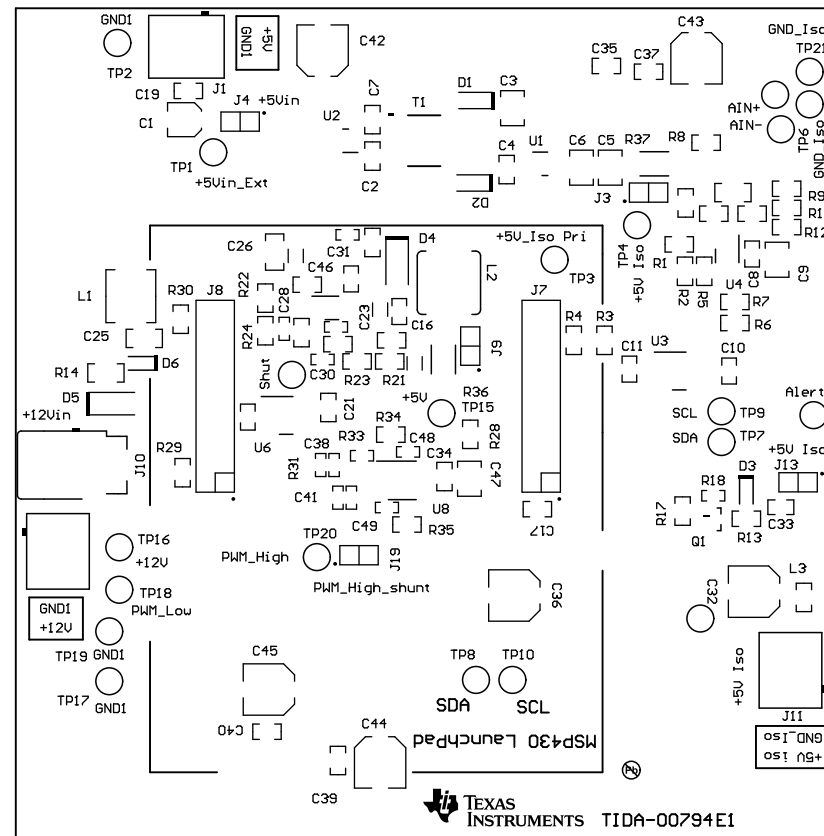 GND1
TP2
GND1
+5V
C42
C43
GND_Iso
TP21
C35
C37
C19
J1
C1
J4
+5Vin
TP1
+5Vin_Ext
U2
C7
C2
T1
D1
D2
C3
C4
U1
C6
C5
R37
R8
AIN+
AIN-
TP6
GND_Iso
J3
TP4
+5V Iso
R1
R2
R5
U4
C8
C9
R9
R12
R7
R6
C26
C31
D4
+5V_Iso Pri
TP3
L2
C46
L1
R30
J8
R22
R24
C28
C23
C16
J7
R4
R3
C11
U3
C10
C25
R14
D6
D5
+12Vin
J10
Shut
C30
R23
R21
J6
R36
+5V
TP15
SCL
TP9
SDA
TP7
Alert
+5V Iso
J13
U6
C21
R34
R28
R29
R31
C38
R33
C48
C34
C47
C41
C49
U8
R35
C17
R17
R18
D3
Q1
R13
C33
TP16
+12V
TP18
PWM_Low
PWM_High
TP20
J19
PWM_High_shunt
C36
C32
L3
GND1
+12V
TP19
GND1
TP17
GND1
C45
C40
TP8
TP10
SDA
SCL
+5V Iso
J11
+5V iso
GND_Iso
MSP430 LaunchPad
C44
C39
Pb
TEXAS
INSTRUMENTS
TIDA-00794E1